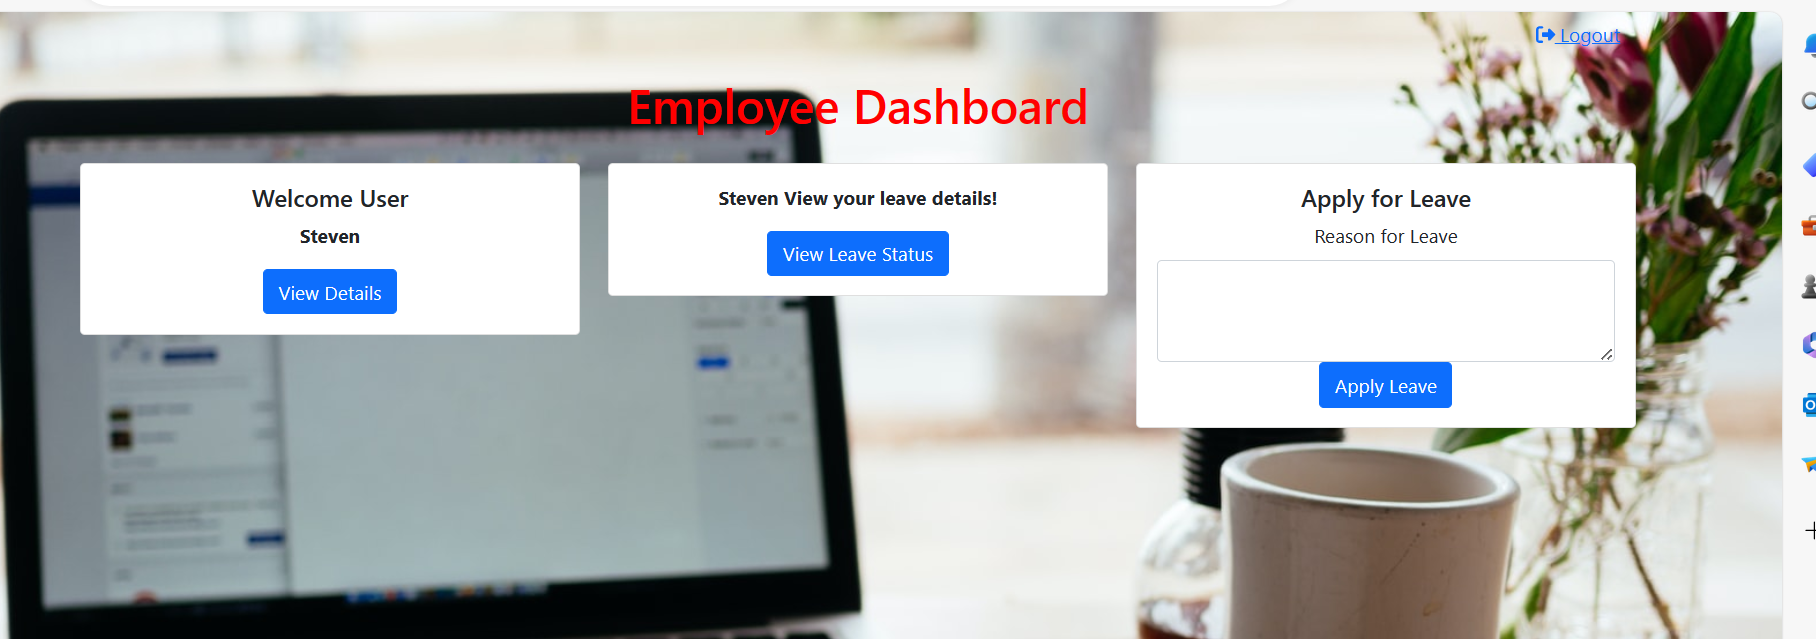 Logout
Employee Dashboard
Welcome User
Steven
View Details
Steven View your leave details!
View Leave Status
Apply for Leave
Reason for Leave
Apply Leave